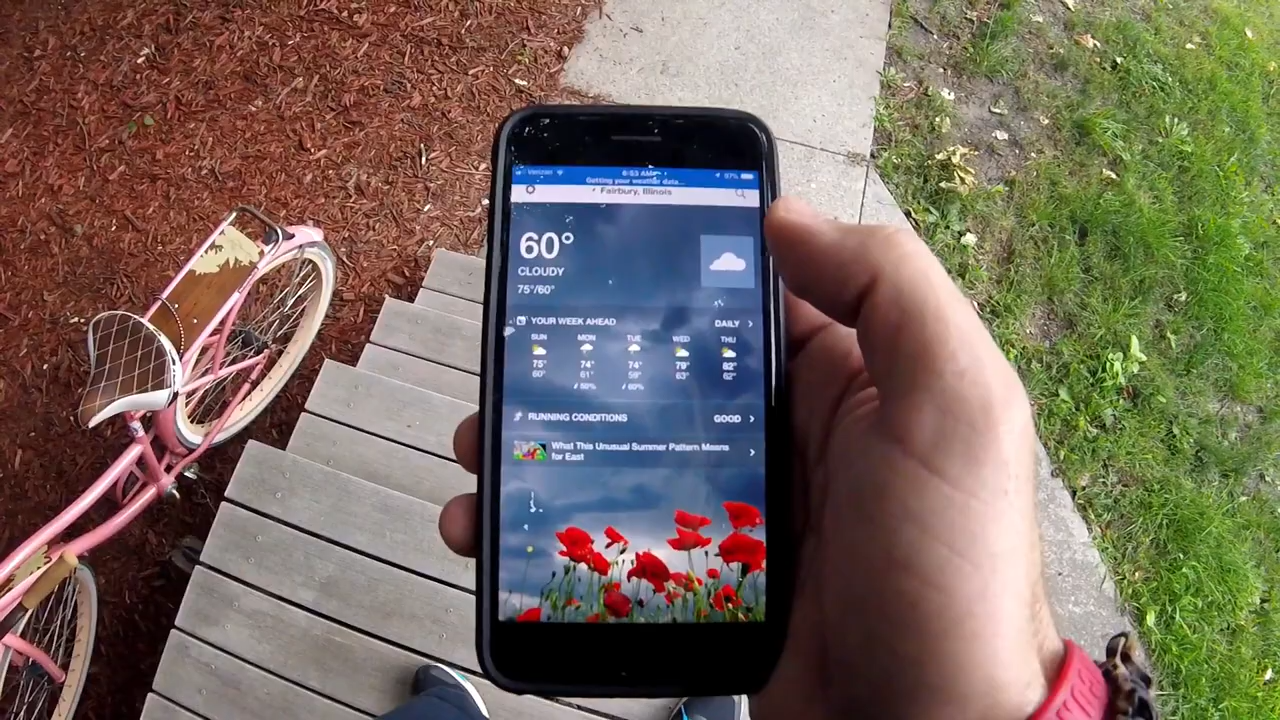 Verizon 6:53 AM 97%
Getting your weather data...
Fairbury, Illinois
60°
CLOUDY
75°/60°
YOUR WEEK AHEAD DAILY
SUN MON TUE WED THU
75° 74° 74° 79° 82°
60° 61° 59° 63° 62°
50% 60%
RUNNING CONDITIONS GOOD
What This Unusual Summer Pattern Means
for East